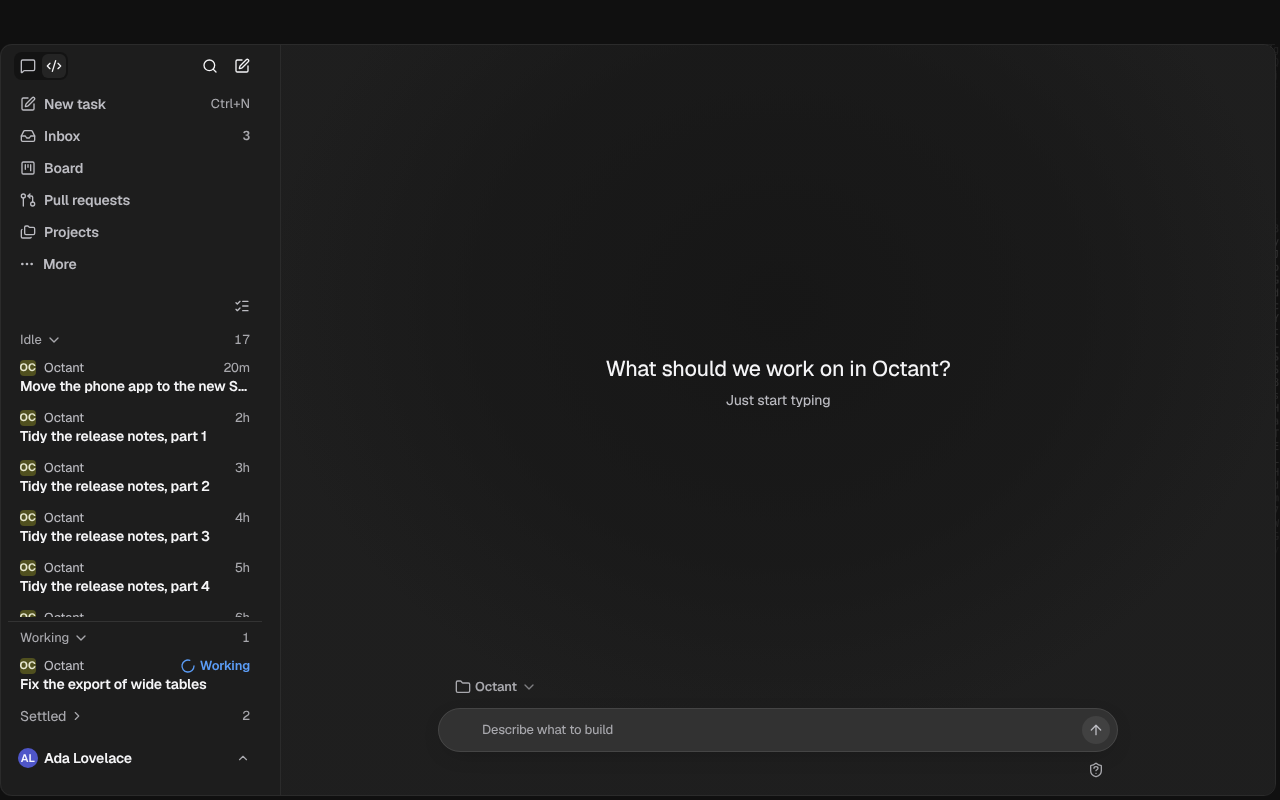 New task Ctrl+N
Inbox 3
Board
Pull requests
Projects
More
Idle 17
OC Octant 20m
Move the phone app to the new S...
OC Octant 2h
Tidy the release notes, part 1
OC Octant 3h
Tidy the release notes, part 2
OC Octant 4h
Tidy the release notes, part 3
OC Octant 5h
Tidy the release notes, part 4
OC Octant 6h
Working 1
OC Octant Working
Fix the export of wide tables
Settled 2
AL Ada Lovelace
What should we work on in Octant?
Just start typing
Octant
Describe what to build